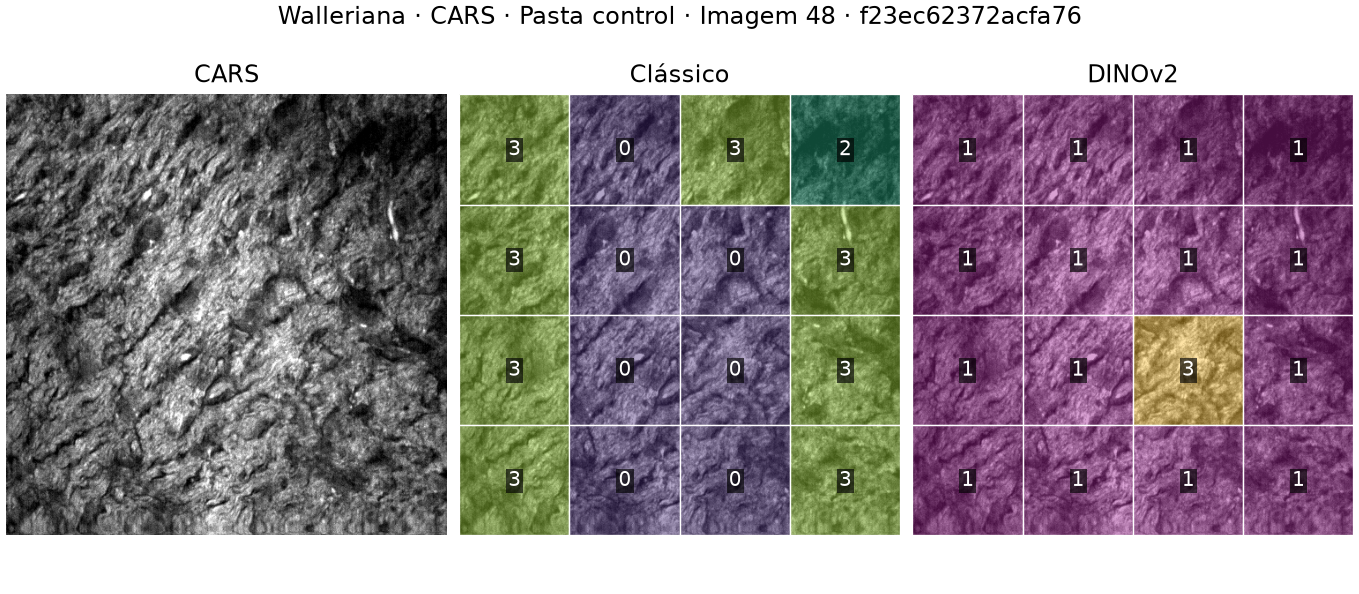 Walleriana · CARS · Pasta control · Imagem 48 · f23ec62372acfa76
CARS Clássico DINOv2
3 0 3 2 1 1 1 1
3 0 0 3 1 1 1 1
3 0 0 3 1 1 3 1
3 0 0 3 1 1 1 1